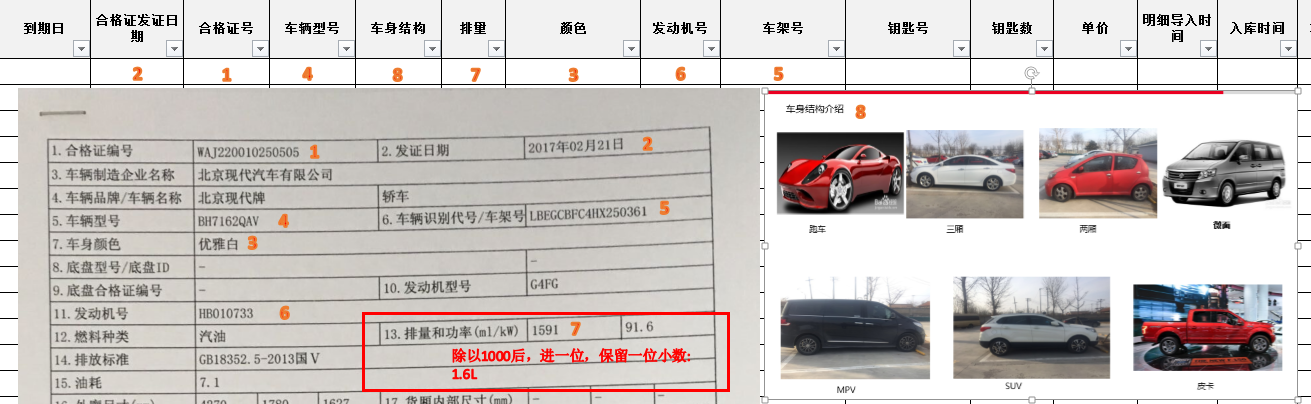 到期日 合格证发证日期 合格证号 车辆型号 车身结构 排量 颜色 发动机号 车架号 钥匙号 钥匙数 单价 明细导入时间 入库时间
2 1 4 8 7 3 6 5
车身结构介绍 8
1. 合格证编号 WAJ220010250505 1 2. 发证日期 2017年02月21日 2
3. 车辆制造企业名称 北京现代汽车有限公司
4. 车辆品牌/车辆名称 北京现代牌 轿车
5. 车辆型号 BH7162QAV 4 6. 车辆识别代号/车架号 LBEGCBFC4HX250361 5
7. 车身颜色 优雅白 3
8. 底盘型号/底盘ID - -
9. 底盘合格证编号 - 10. 发动机型号 G4FG
11. 发动机号 HB010733 6
12. 燃料种类 汽油 13. 排量和功率(ml/kW) 1591 7 91.6
14. 排放标准 GB18352.5-2013国Ⅴ
除以1000后，进一位，保留一位小数:
1.6L
15. 油耗 7.1
17. 货厢内部尺寸(mm) - -
跑车 三厢 两厢 微面
MPV SUV 皮卡